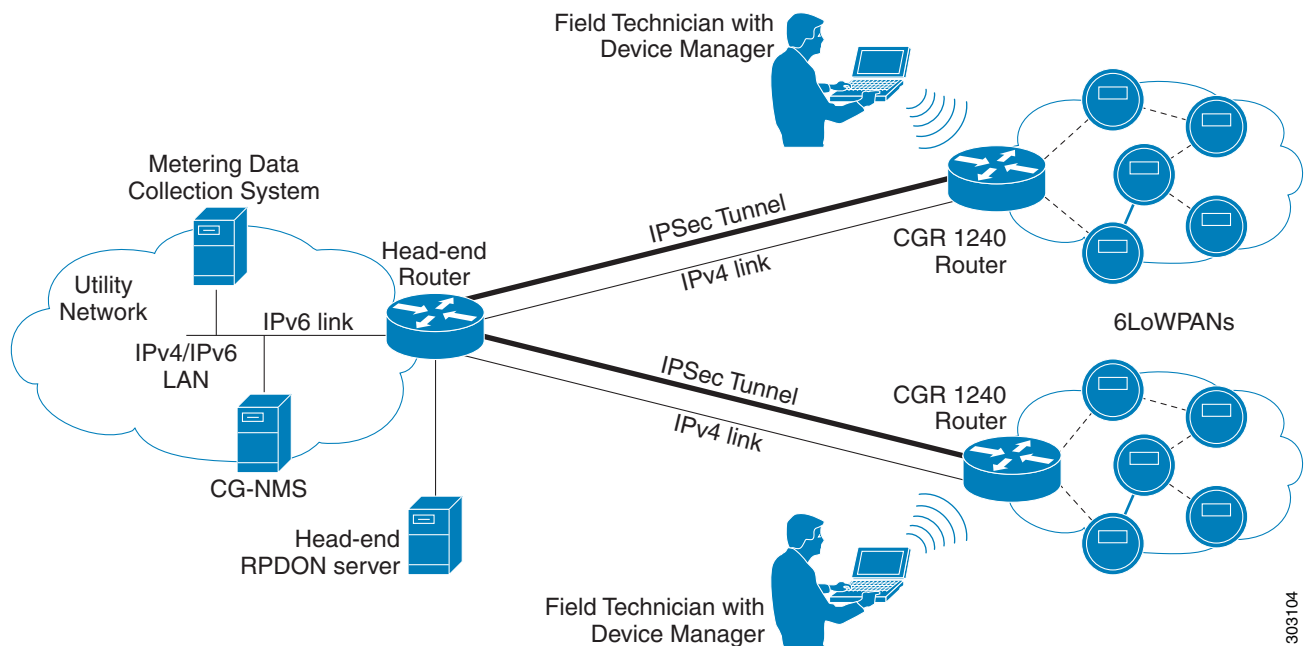 Field Technician with
Device Manager
Metering Data
Collection System
Head-end
Router
Utility
Network
IPv6 link
IPv4/IPv6
LAN
CG-NMS
Head-end
RPDON server
IPSec Tunnel
IPv4 link
CGR 1240
Router
6LoWPANs
IPSec Tunnel
IPv4 link
CGR 1240
Router
Field Technician with
Device Manager
303104